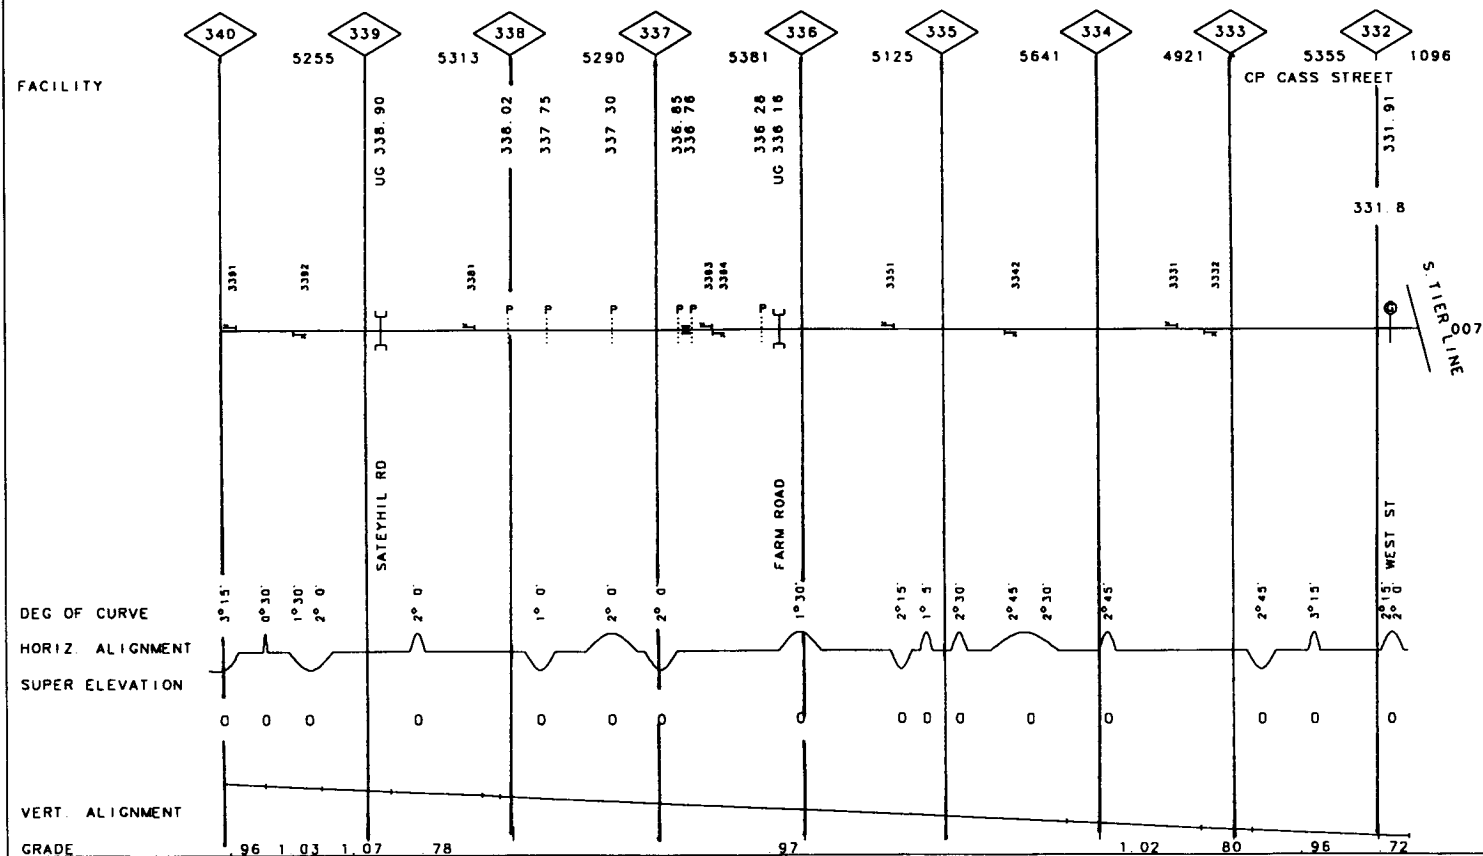 340 339 338 337 336 335 334 333 332
5255 5313 5290 5381 5125 5641 4921 5355 1096
FACILITY
CP CASS STREET
UG 338.90
338.02
337 75
337 30
336.85
336 76
336 28
UG 336 16
331.91
331.8
3391
3392
3381
3383
3384
3351
3342
3331
3332
P P P P P P
G
S. TIER LINE
007
SATEYHIL RD
FARM ROAD
WEST ST
DEG OF CURVE
3°15' 0°30' 1°30' 2° 0' 2° 0' 1° 0' 2° 0' 2° 0' 1°30' 2°15' 1° 5' 2°30' 2°45' 2°30' 2°45' 2°45' 3°15' 2°15' 2° 0'
HORIZ. ALIGNMENT
SUPER ELEVATION
0 0 0 0 0 0 0 0 0 0 0 0 0 0 0 0
VERT. ALIGNMENT
GRADE .96 1.03 1.07 .78 .97 1.02 .80 .96 .72